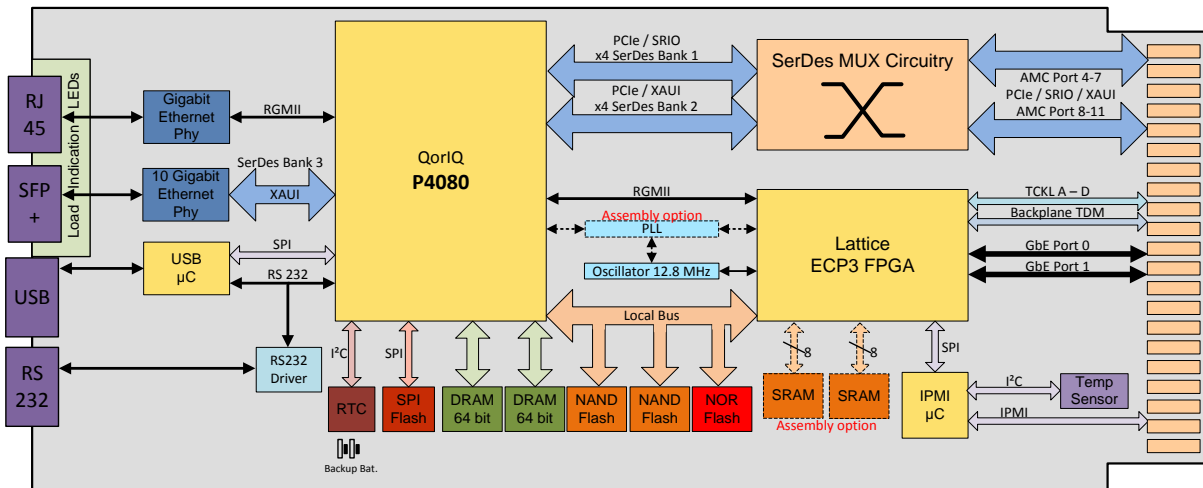 RJ
45
SFP
+
USB
RS
232
Load Indication LEDs
Gigabit
Ethernet
Phy
RGMII
10 Gigabit
Ethernet
Phy
SerDes Bank 3
XAUI
USB
µC
SPI
RS 232
RS232
Driver
QorIQ
P4080
PCIe / SRIO
x4 SerDes Bank 1
PCIe / XAUI
x4 SerDes Bank 2
SerDes MUX Circuitry
AMC Port 4-7
PCIe / SRIO / XAUI
AMC Port 8-11
RGMII
Assembly option
PLL
Oscillator 12.8 MHz
Lattice
ECP3 FPGA
TCKL A – D
Backplane TDM
GbE Port 0
GbE Port 1
Local Bus
I²C
SPI
RTC
SPI
Flash
DRAM
64 bit
DRAM
64 bit
NAND
Flash
NAND
Flash
NOR
Flash
8
8
SRAM
SRAM
Assembly option
SPI
IPMI
µC
I²C
Temp
Sensor
IPMI
Backup Bat.